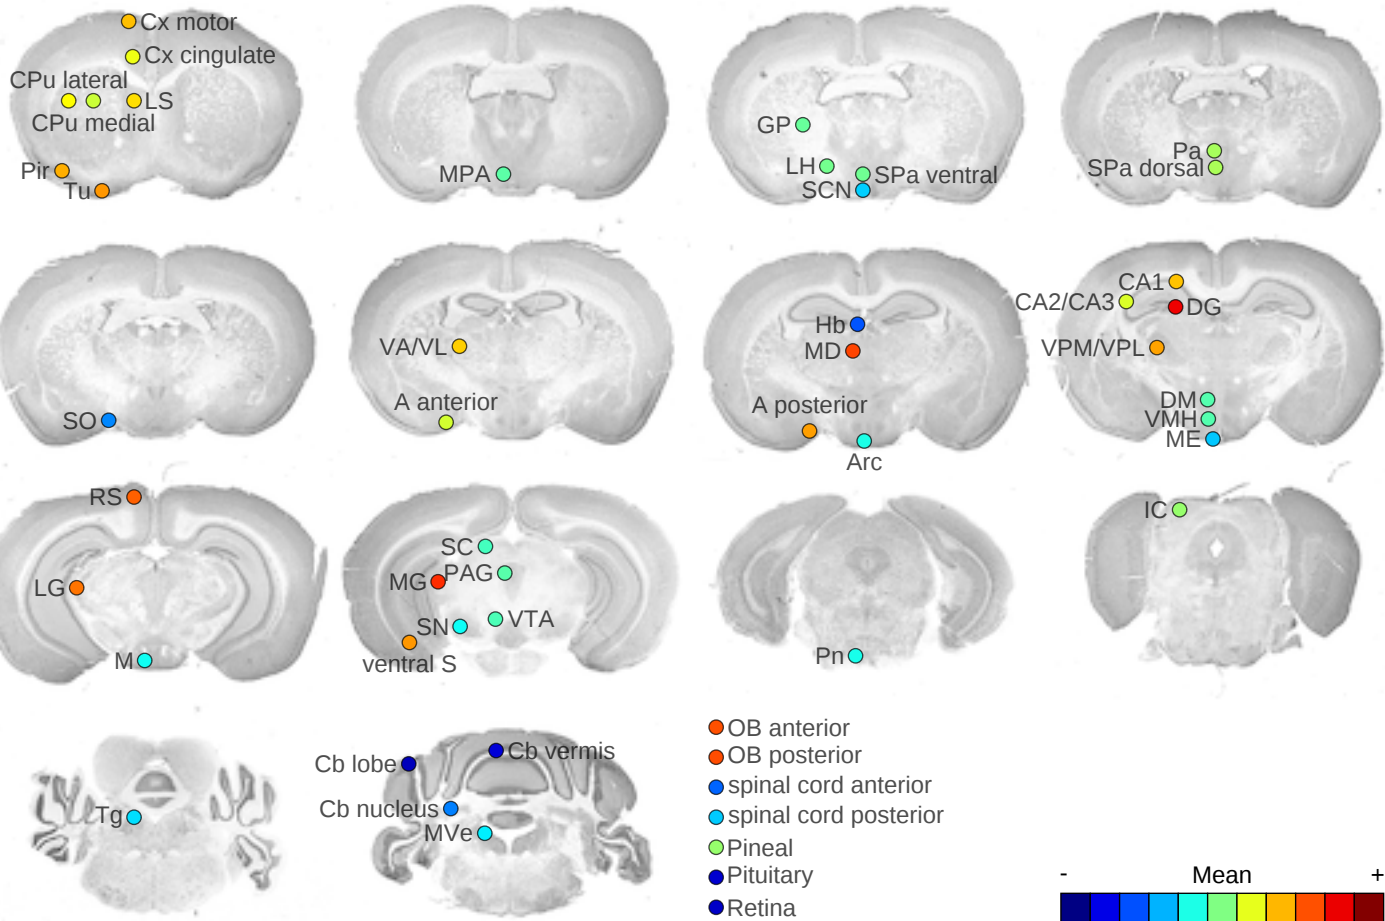 Cx motor
Cx cingulate
CPu lateral
LS
CPu medial
Pir
Tu
MPA
GP
LH
SPa ventral
SCN
Pa
SPa dorsal
SO
VA/VL
A anterior
Hb
MD
A posterior
Arc
CA1
CA2/CA3
DG
VPM/VPL
DM
VMH
ME
RS
LG
M
SC
MG
PAG
SN
VTA
ventral S
Pn
IC
Tg
Cb lobe
Cb vermis
Cb nucleus
MVe
OB anterior
OB posterior
spinal cord anterior
spinal cord posterior
Pineal
Pituitary
Retina
- Mean +